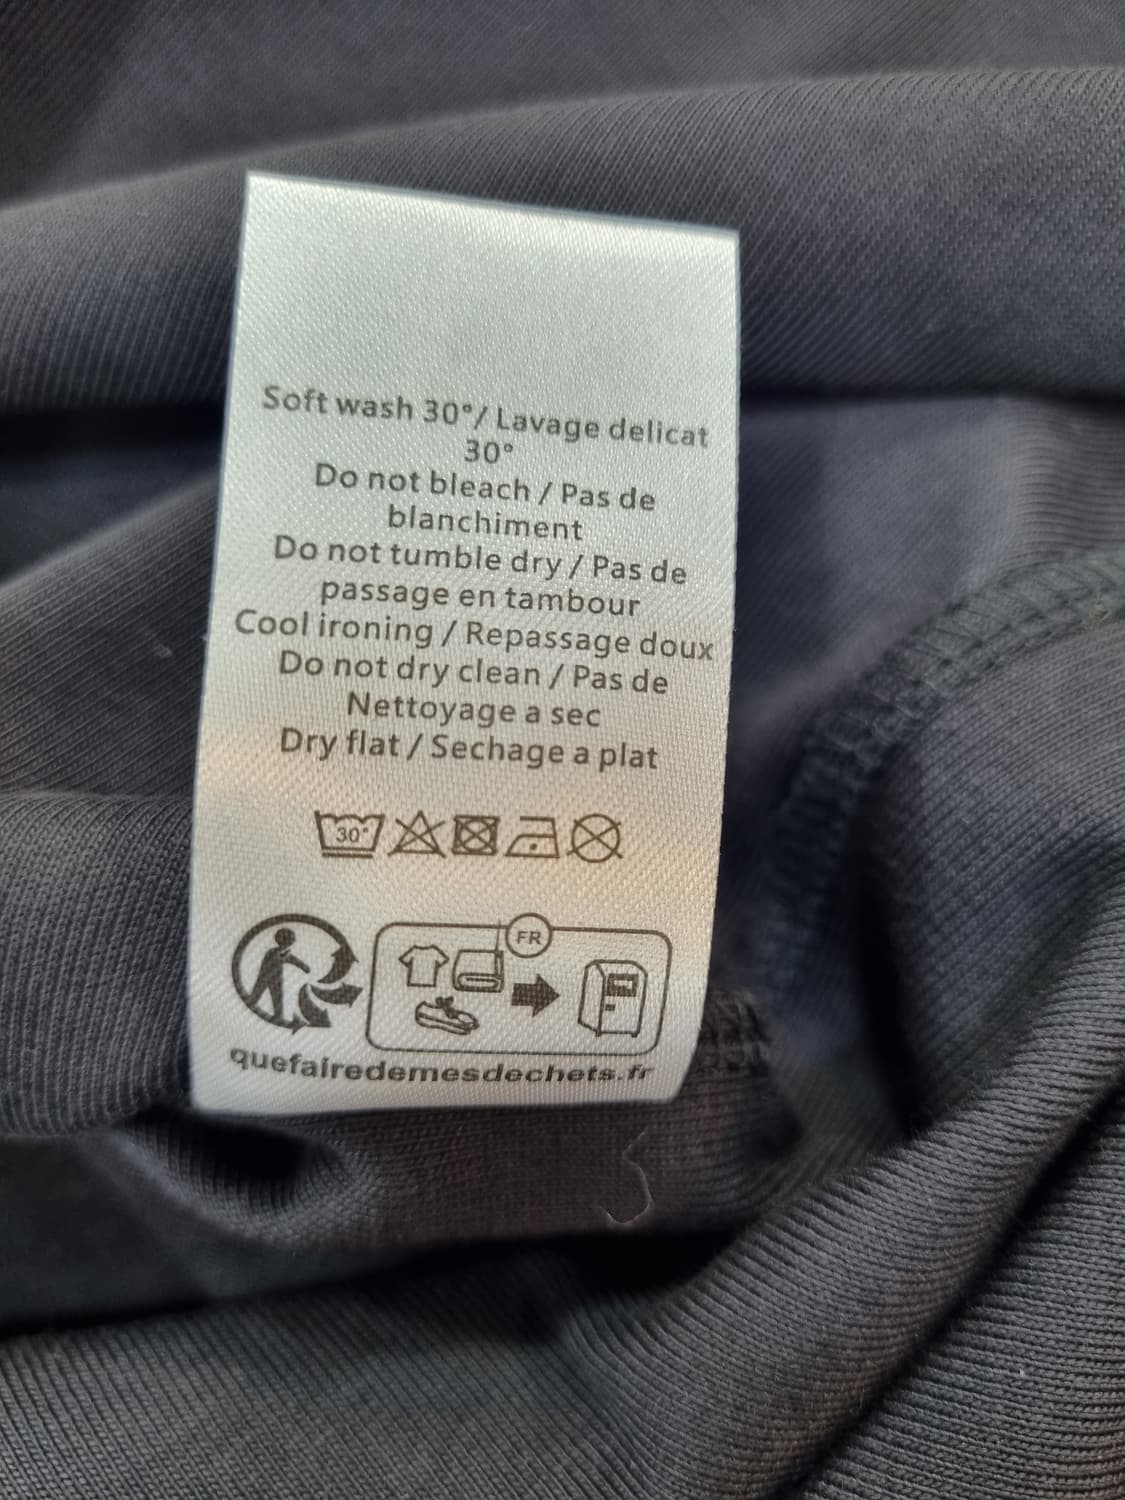 Soft wash 30°/ Lavage delicat
30°
Do not bleach / Pas de
blanchiment
Do not tumble dry / Pas de
passage en tambour
Cool ironing / Repassage doux
Do not dry clean / Pas de
Nettoyage a sec
Dry flat / Sechage a plat
30°
FR
quefairedemesdechets.fr